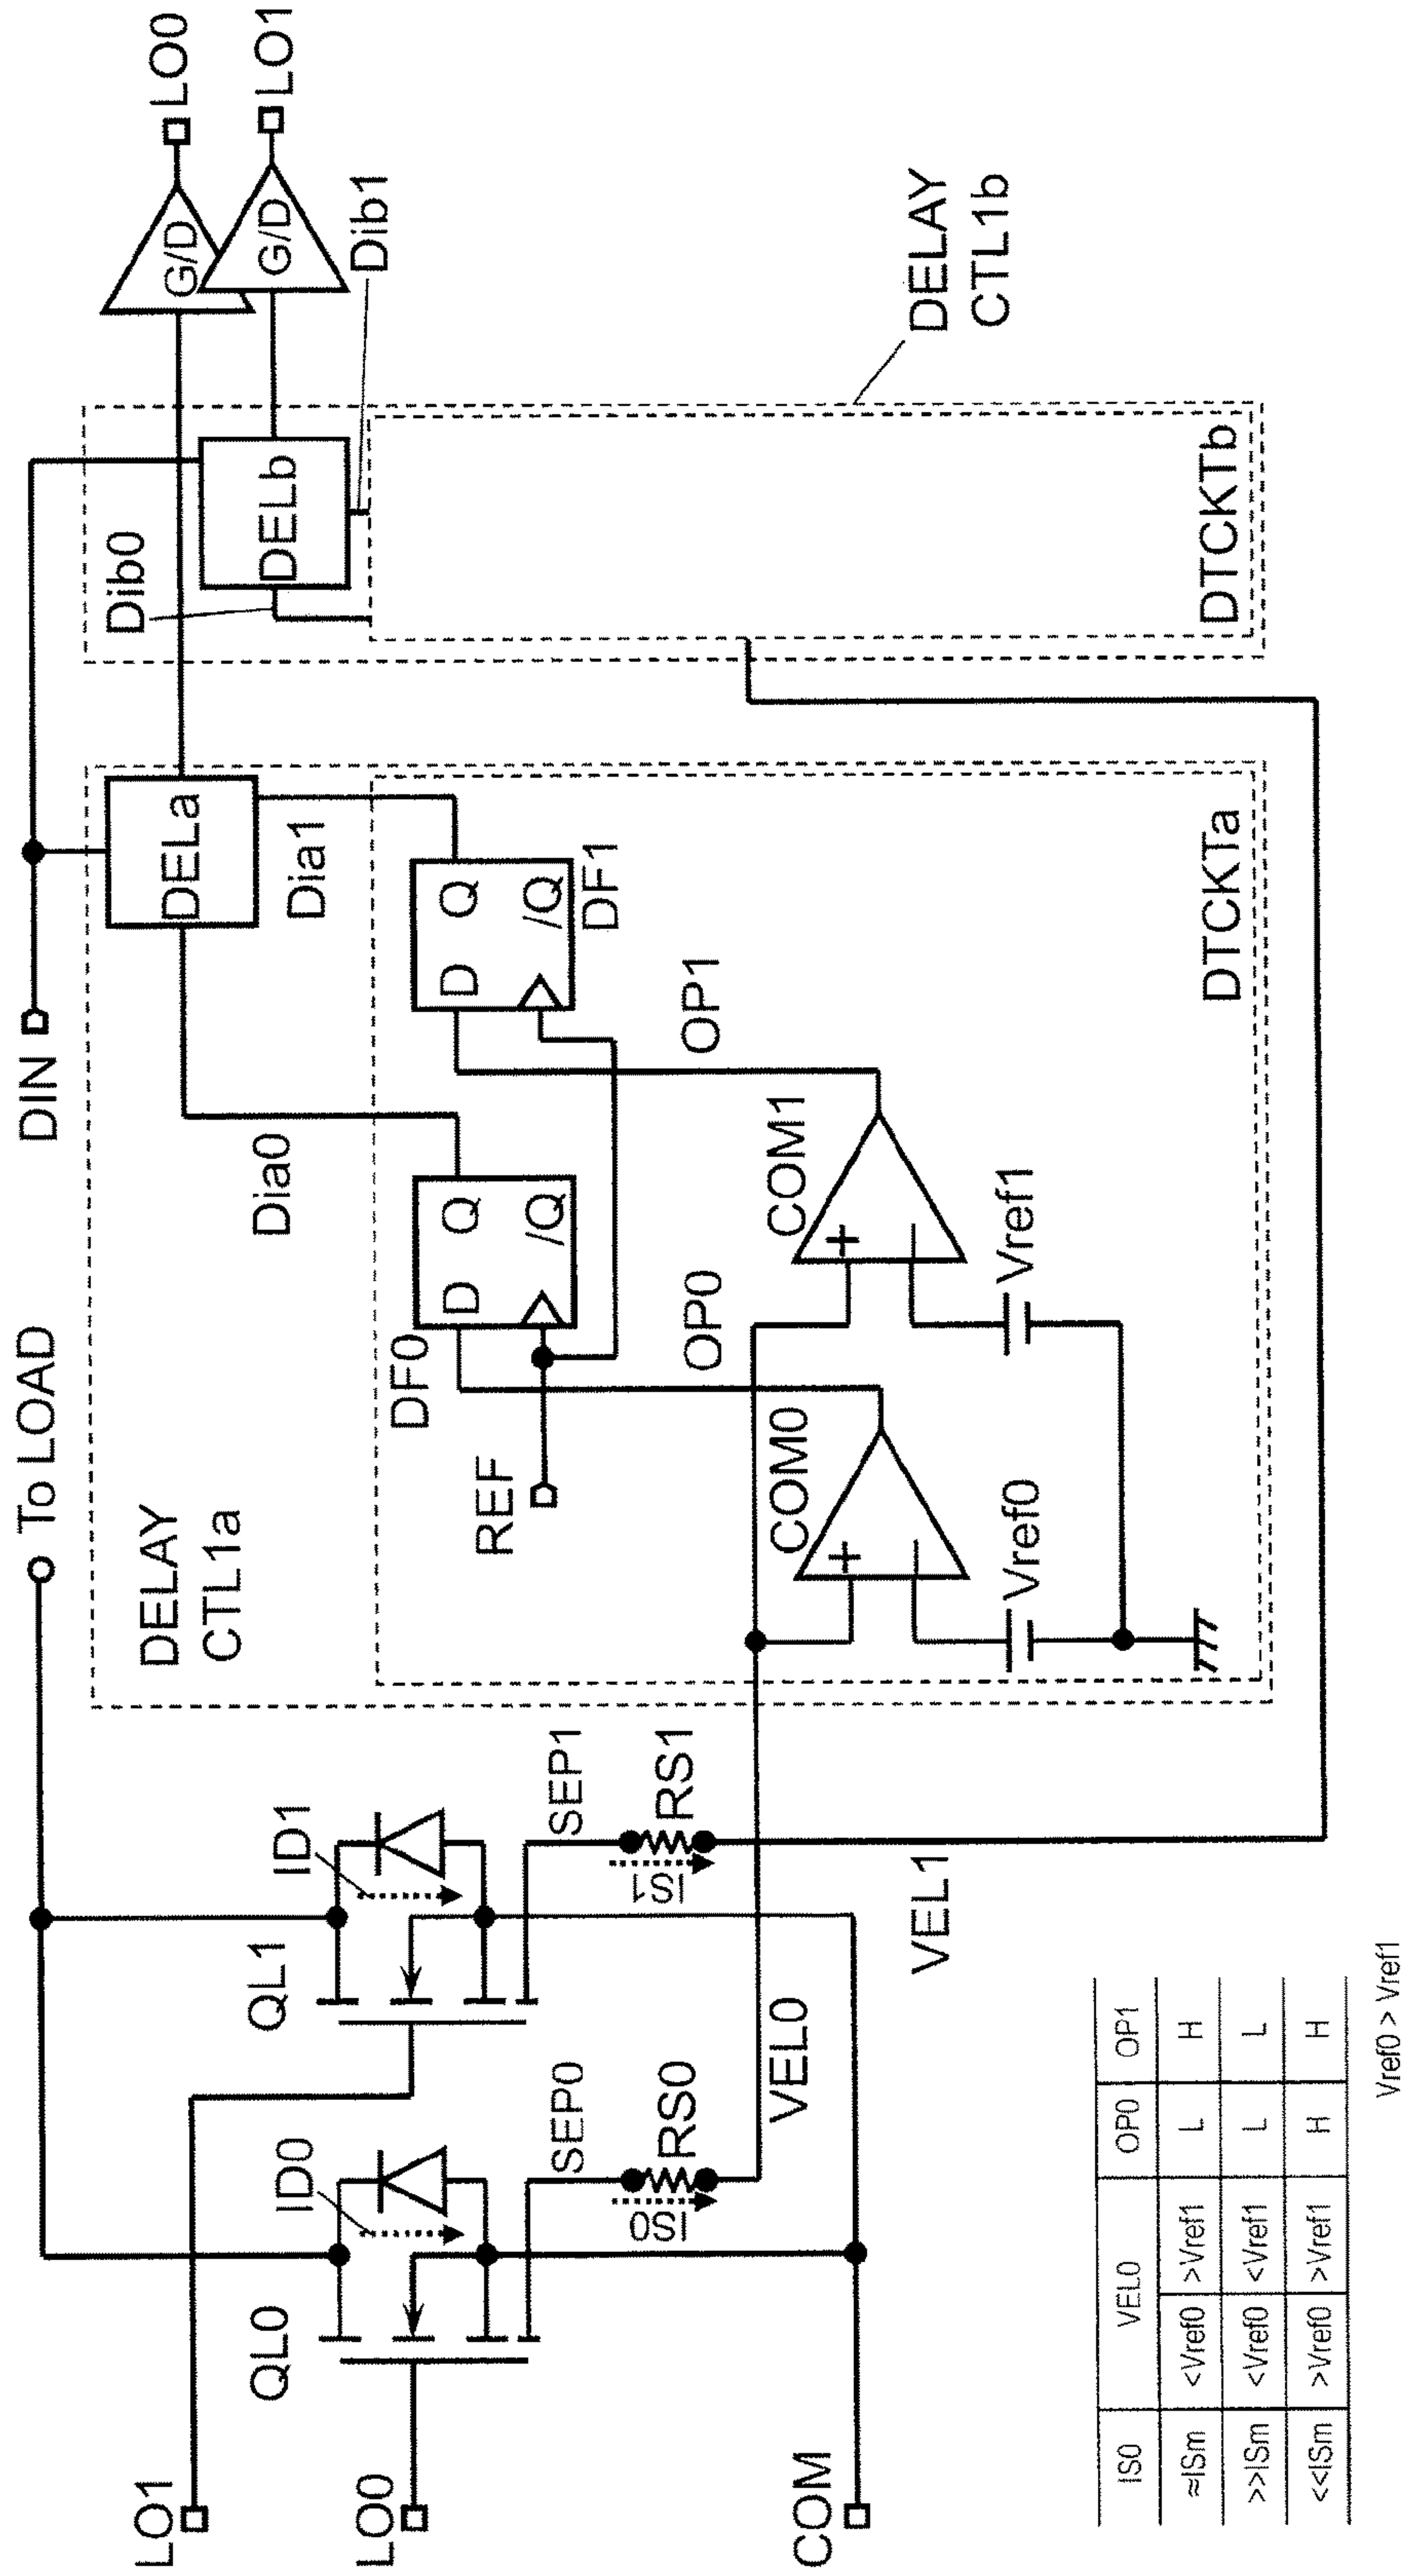 LO1
LO0
COM
To LOAD
QL0
QL1
ID0
ID1
SEP0
SEP1
RS0
RS1
IS0
IS1
VEL0
VEL1
DELAY
CTL1a
DIN
REF
DF0
D Q
/Q
DF1
D Q
/Q
Dia0
Dia1
DELa
OP0
OP1
COM0
+
−
COM1
+
−
Vref0
Vref1
DTCKTa
Dib0
Dib1
DELb
DTCKTb
DELAY
CTL1b
G/D
G/D
LO0
LO1
IS0 VEL0 OP0 OP1
≈ISm <Vref0 >Vref1 L H
>>ISm <Vref0 <Vref1 L L
<<ISm >Vref0 >Vref1 H H
Vref0 > Vref1